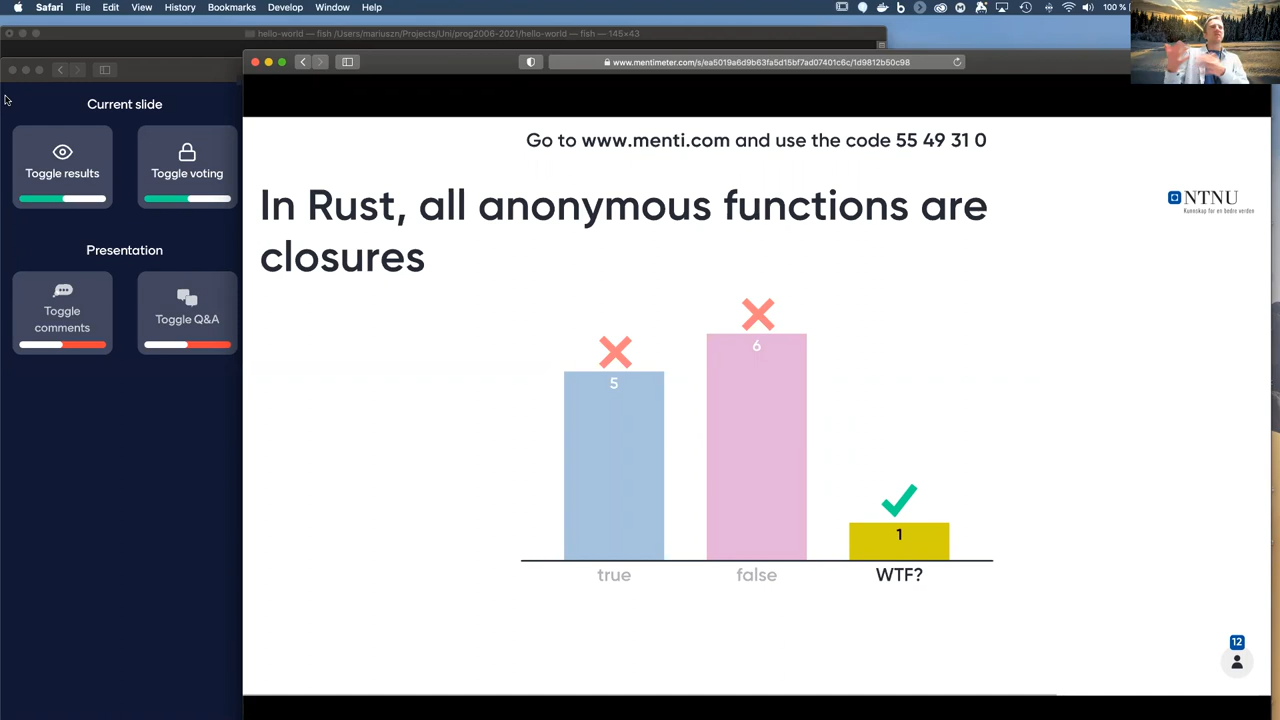 Safari File Edit View History Bookmarks Develop Window Help 100 %
hello-world — fish /Users/mariuszn/Projects/Uni/prog2006-2021/hello-world — fish — 145×43
www.mentimeter.com/s/ea5019a6d9b63fa5d15bf7ad07401c6c/1d9812b50c98
Current slide
Toggle results
Toggle voting
Presentation
Toggle comments
Toggle Q&A
Go to www.menti.com and use the code 55 49 31 0
In Rust, all anonymous functions are
closures
NTNU
Kunnskap for en bedre verden
5
6
1
true
false
WTF?
12